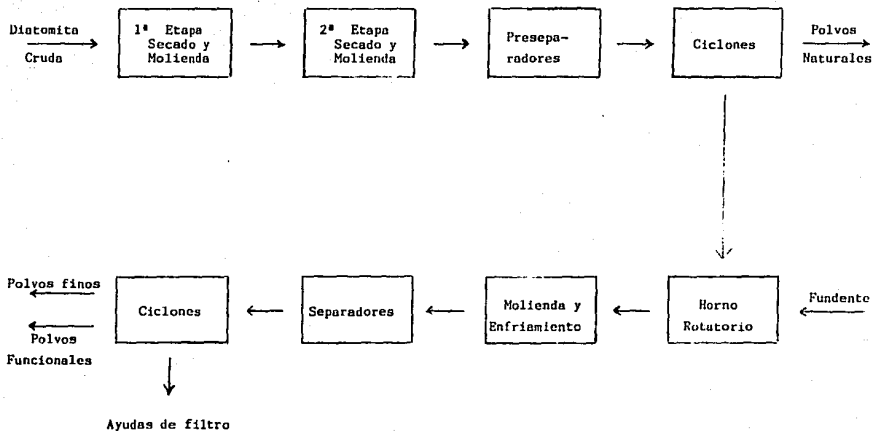 Diatomita
Cruda
1ª Etapa
Secado y
Molienda
2ª Etapa
Secado y
Molienda
Presepa-
radores
Ciclones
Polvos
Naturales
Polvos finos
Polvos
Funcionales
Ciclones
Separadores
Molienda y
Enfriamiento
Horno
Rotatorio
Fundente
Ayudas de filtro